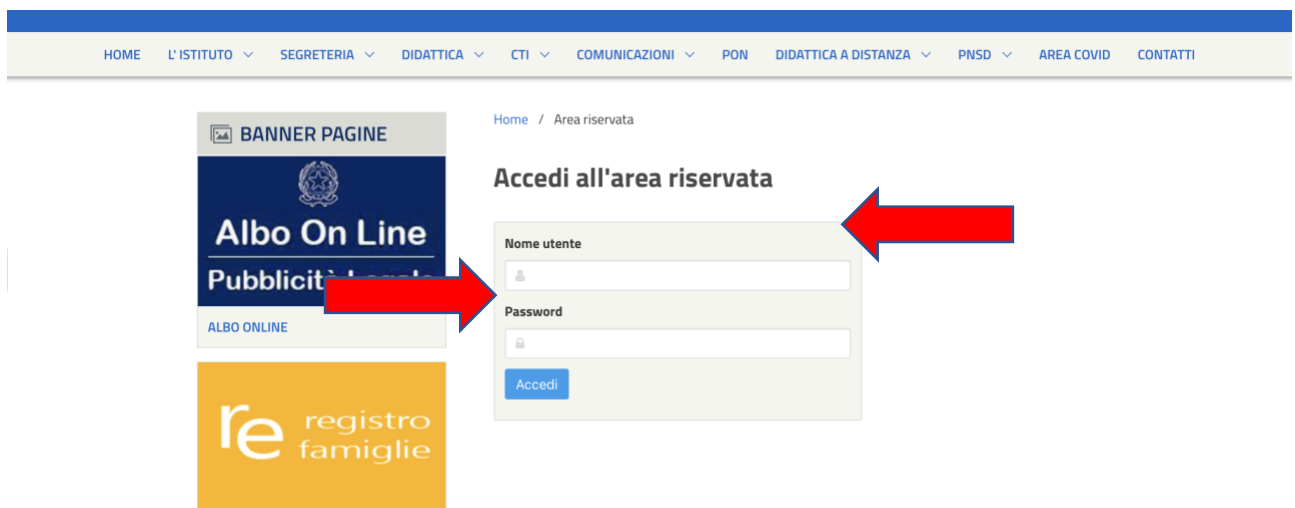 HOME L' ISTITUTO SEGRETERIA DIDATTICA CTI COMUNICAZIONI PON DIDATTICA A DISTANZA PNSD AREA COVID CONTATTI
BANNER PAGINE
Albo On Line
Pubblicità
ALBO ONLINE
re registro
famiglie
Home / Area riservata
Accedi all'area riservata
Nome utente
Password
Accedi